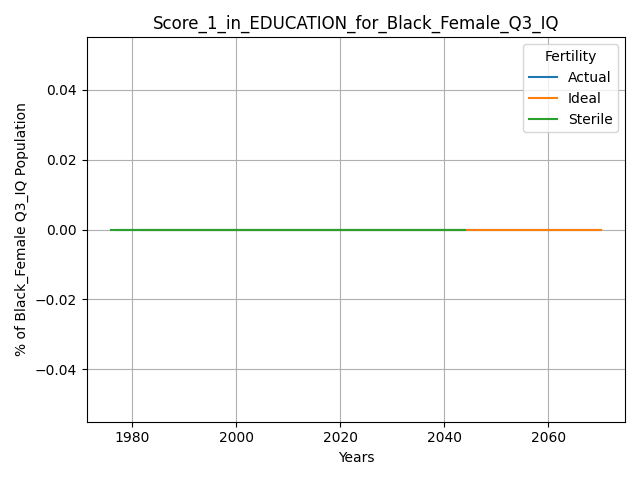 Score_1_in_EDUCATION_for_Black_Female_Q3_IQ
Fertility
Actual
Ideal
Sterile
% of Black_Female Q3_IQ Population
0.04
0.02
0.00
−0.02
−0.04
1980
2000
2020
2040
2060
Years